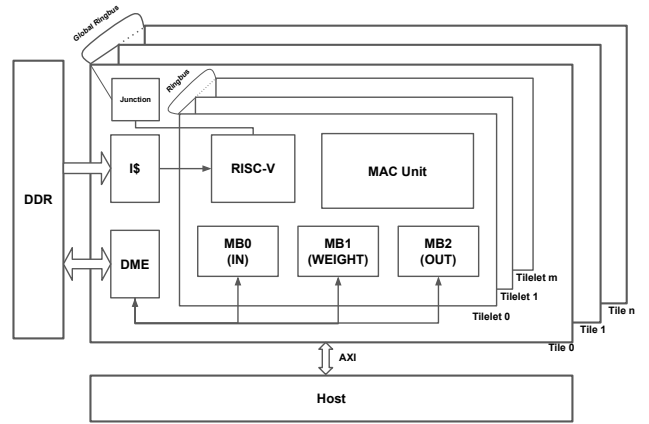 Global Ringbus
Ringbus
Junction
DDR
I$
RISC-V
MAC Unit
DME
MB0
(IN)
MB1
(WEIGHT)
MB2
(OUT)
Tilelet m
Tilelet 1
Tilelet 0
Tile n
Tile 1
Tile 0
AXI
Host